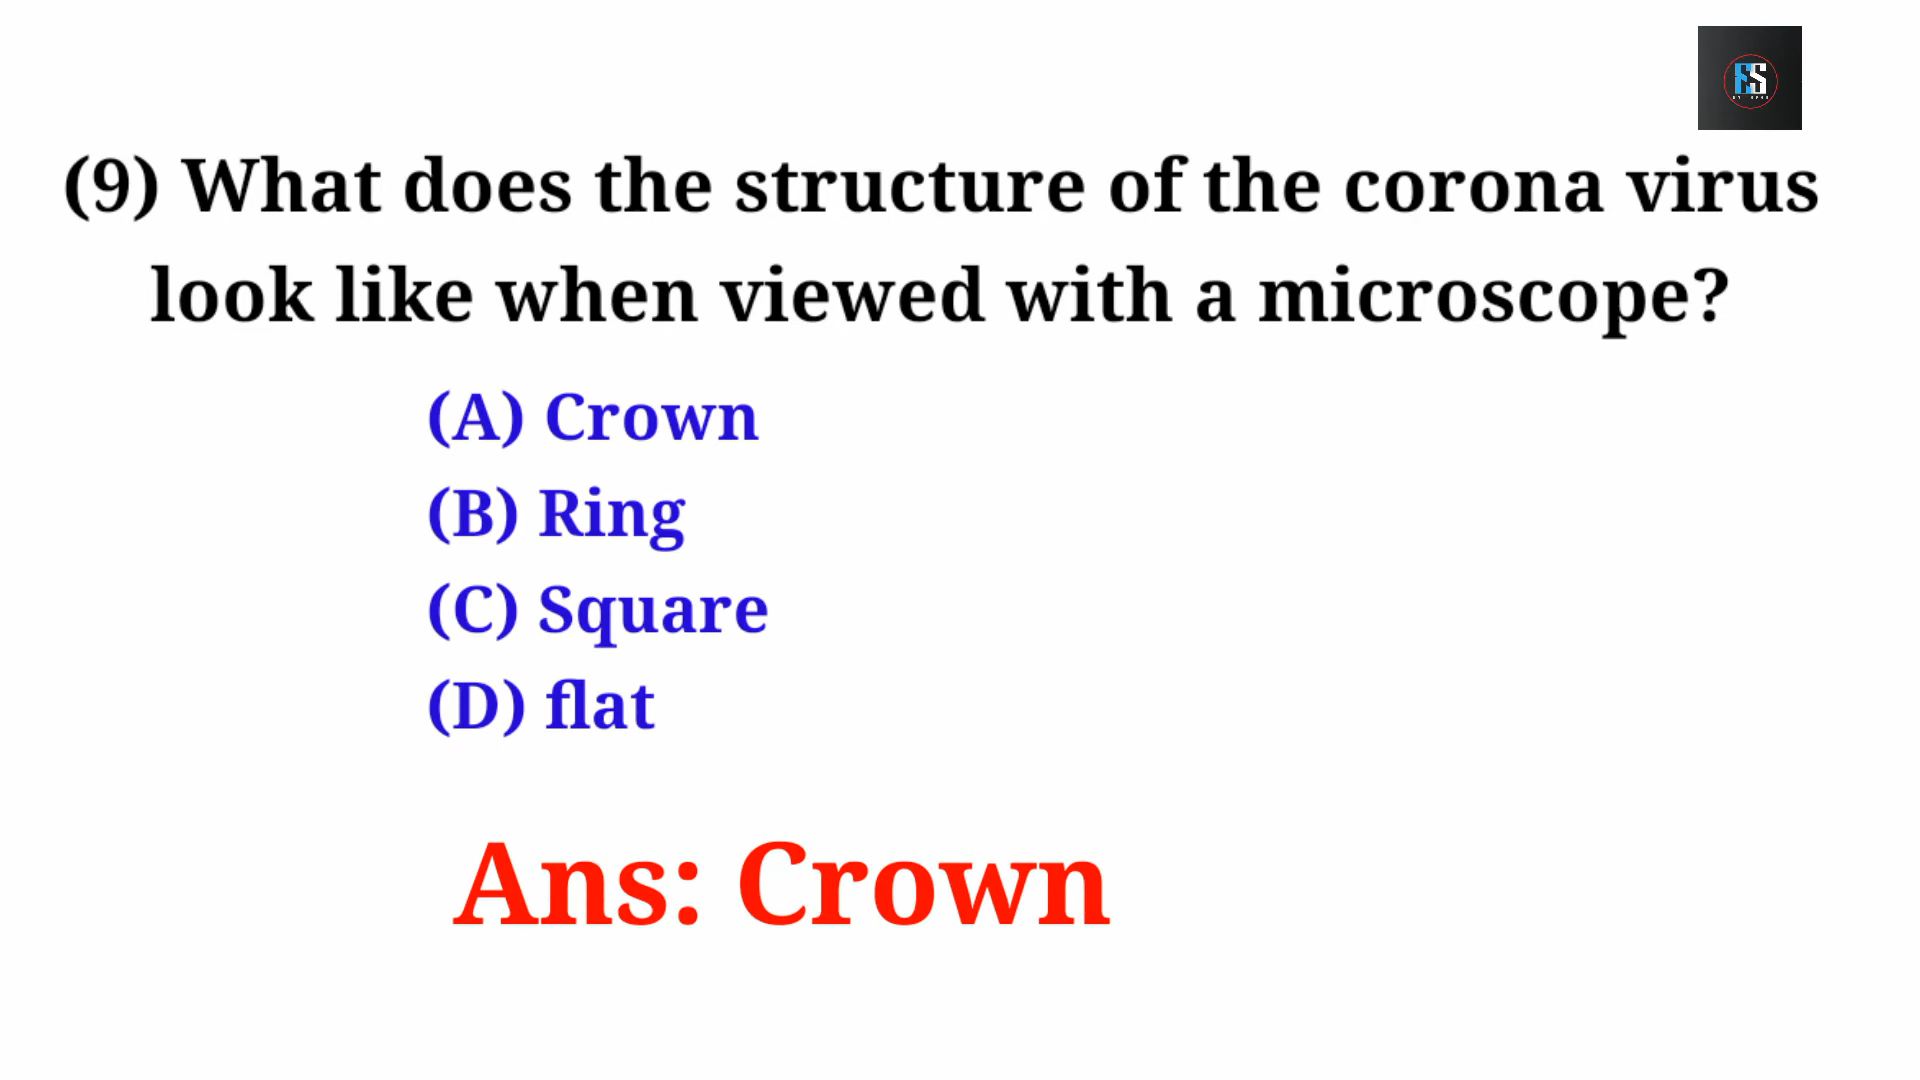 ES
(9) What does the structure of the corona virus
look like when viewed with a microscope?
(A) Crown
(B) Ring
(C) Square
(D) flat
Ans: Crown